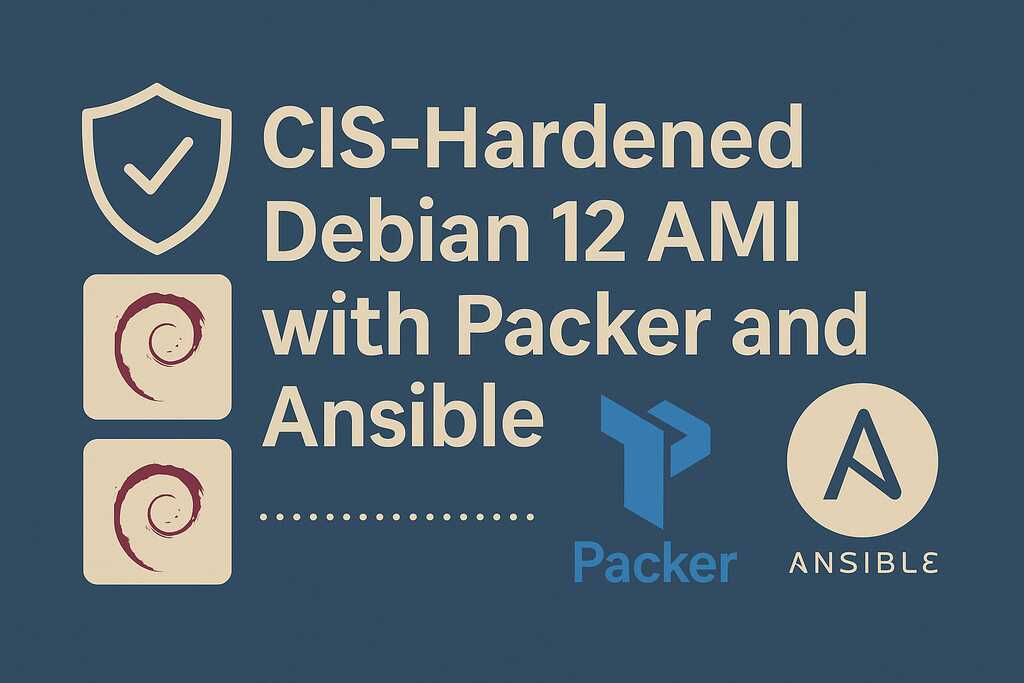 CIS-Hardened
Debian 12 AMI
with Packer and
Ansible
Packer
ANSIBLE